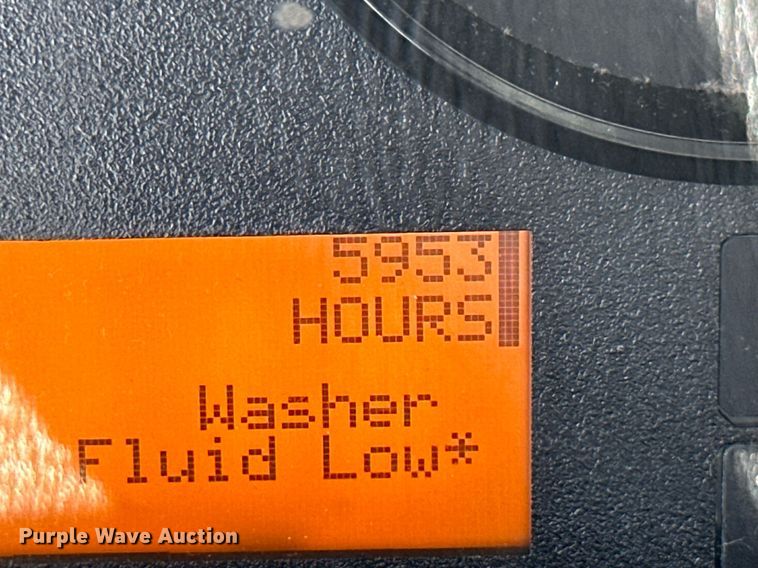 5953
HOURS
Washer
Fluid Low*
Purple Wave Auction